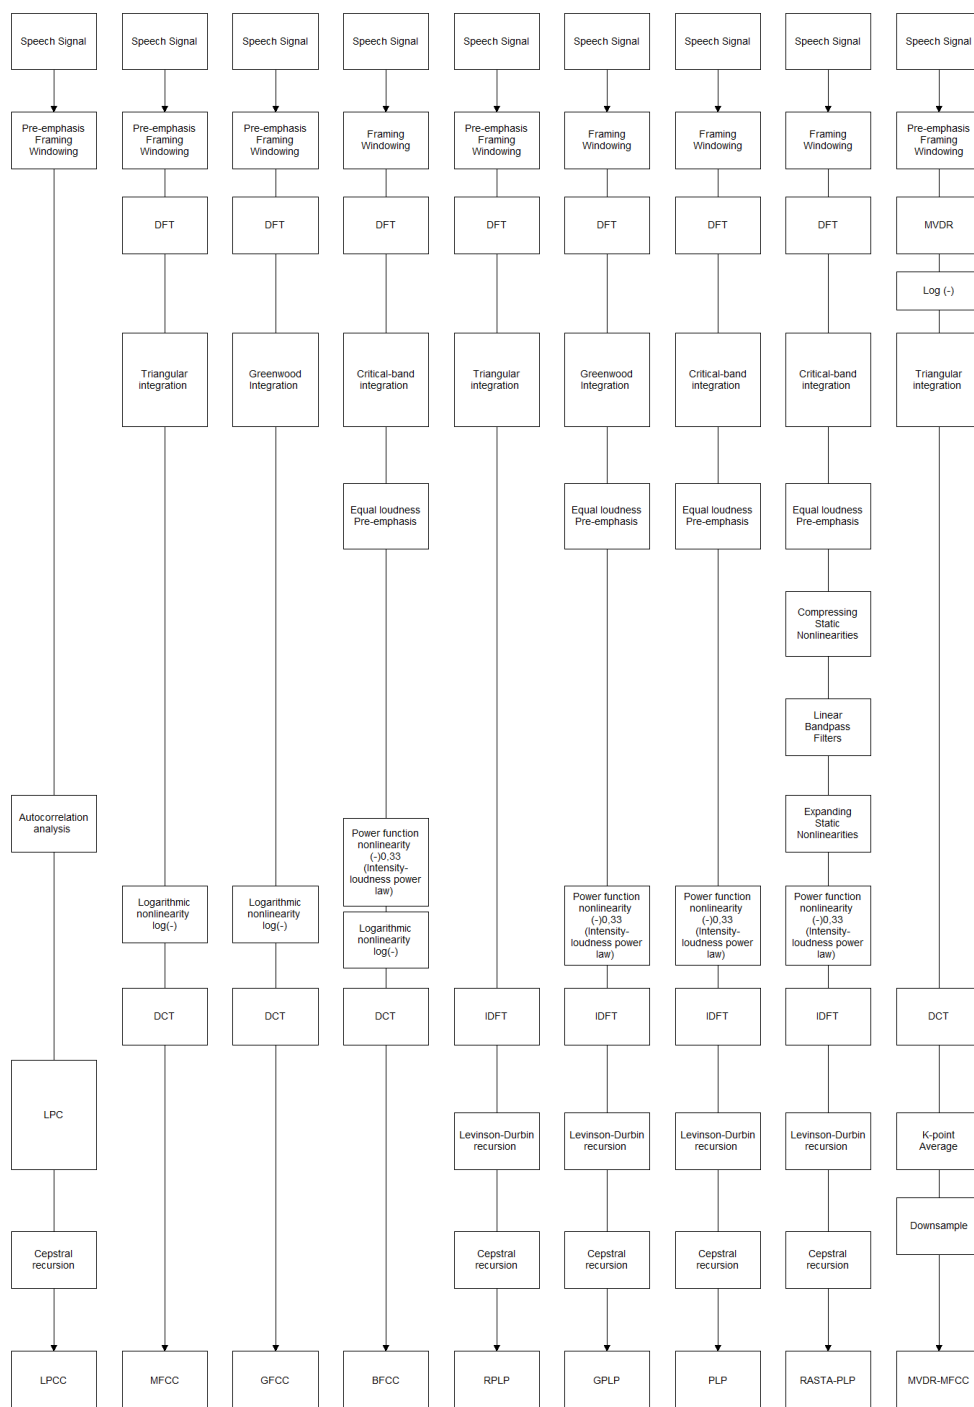 Speech Signal
Speech Signal
Speech Signal
Speech Signal
Speech Signal
Speech Signal
Speech Signal
Speech Signal
Speech Signal
Pre-emphasis
Framing
Windowing
Pre-emphasis
Framing
Windowing
Pre-emphasis
Framing
Windowing
Framing
Windowing
Pre-emphasis
Framing
Windowing
Framing
Windowing
Framing
Windowing
Framing
Windowing
Pre-emphasis
Framing
Windowing
DFT
DFT
DFT
DFT
DFT
DFT
DFT
MVDR
Log (-)
Triangular
integration
Greenwood
Integration
Critical-band
integration
Triangular
integration
Greenwood
Integration
Critical-band
integration
Critical-band
integration
Triangular
integration
Equal loudness
Pre-emphasis
Equal loudness
Pre-emphasis
Equal loudness
Pre-emphasis
Equal loudness
Pre-emphasis
Compressing
Static
Nonlinearities
Linear
Bandpass
Filters
Autocorrelation
analysis
Expanding
Static
Nonlinearities
Power function
nonlinearity
(-)0,33
(Intensity-
loudness power
law)
Logarithmic
nonlinearity
log(-)
Logarithmic
nonlinearity
log(-)
Logarithmic
nonlinearity
log(-)
Power function
nonlinearity
(-)0,33
(Intensity-
loudness power
law)
Power function
nonlinearity
(-)0,33
(Intensity-
loudness power
law)
Power function
nonlinearity
(-)0,33
(Intensity-
loudness power
law)
DCT
DCT
DCT
IDFT
IDFT
IDFT
IDFT
DCT
LPC
Levinson-Durbin
recursion
Levinson-Durbin
recursion
Levinson-Durbin
recursion
Levinson-Durbin
recursion
K-point
Average
Downsample
Cepstral
recursion
Cepstral
recursion
Cepstral
recursion
Cepstral
recursion
Cepstral
recursion
LPCC
MFCC
GFCC
BFCC
RPLP
GPLP
PLP
RASTA-PLP
MVDR-MFCC